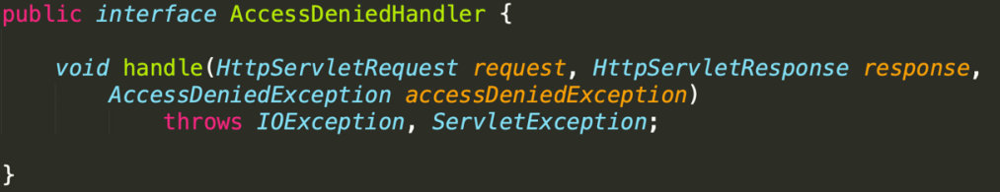 public interface AccessDeniedHandler {
void handle(HttpServletRequest request, HttpServletResponse response,
AccessDeniedException accessDeniedException)
throws IOException, ServletException;
}